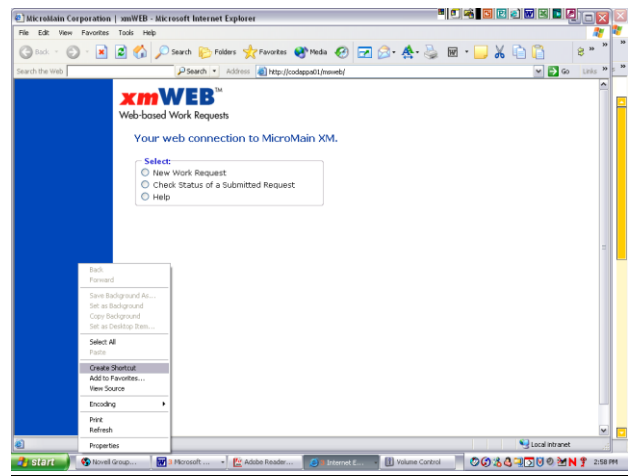 MicroMain Corporation | xmWEB - Microsoft Internet Explorer
File Edit View Favorites Tools Help
Back Search Folders Favorites Media
Search the Web Search Address http://codappa01/mxweb/ Go Links
xmWEB™
Web-based Work Requests
Your web connection to MicroMain XM.
Select:
New Work Request
Check Status of a Submitted Request
Help
Back
Forward
Save Background As...
Set as Background
Copy Background
Set as Desktop Item...
Select All
Paste
Create Shortcut
Add to Favorites...
View Source
Encoding
Print
Refresh
Properties
Local intranet
start Novell Group... 3 Microsoft ... Adobe Reader... Internet E... Volume Control 2:58 PM